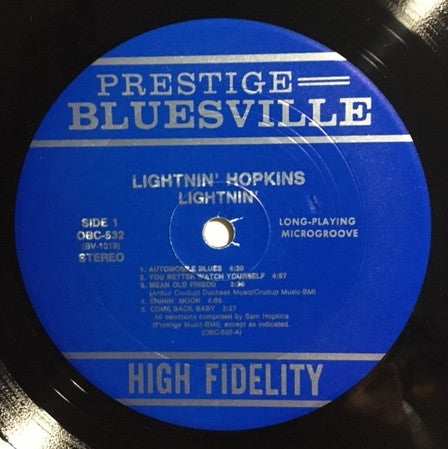 PRESTIGE
BLUESVILLE
LIGHTNIN' HOPKINS
LIGHTNIN'
SIDE 1
OBC-532
(BV-1019)
STEREO
LONG-PLAYING
MICROGROOVE
1. AUTOMOBILE BLUES 4:30
2. YOU BETTER WATCH YOURSELF 4:57
3. MEAN OLD FRISCO
(Arthur Crudup) Duchess Music/Crudup Music-BMI
4. SHININ' MOON 4:05
5. COME BACK BABY 3:27
All selections composed by Sam Hopkins
(Prestige Music-BMI), except as indicated.
(OBC-532-A)
HIGH FIDELITY